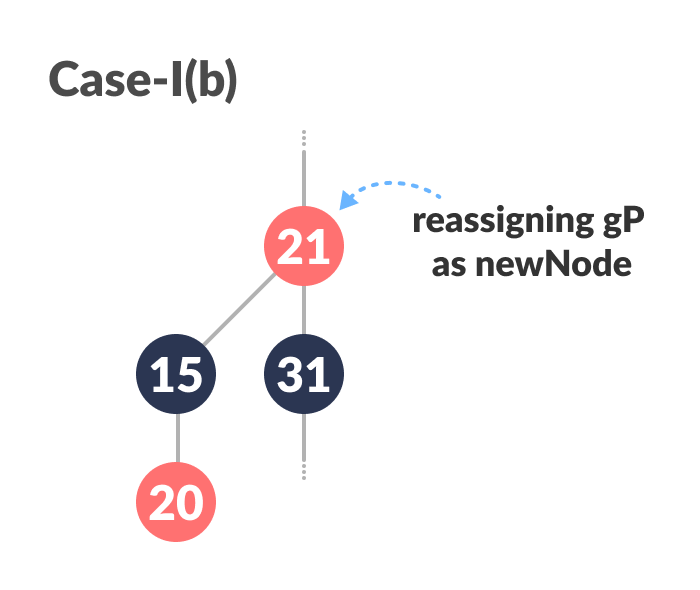 Case-I(b)
21
reassigning gP
as newNode
15
31
20